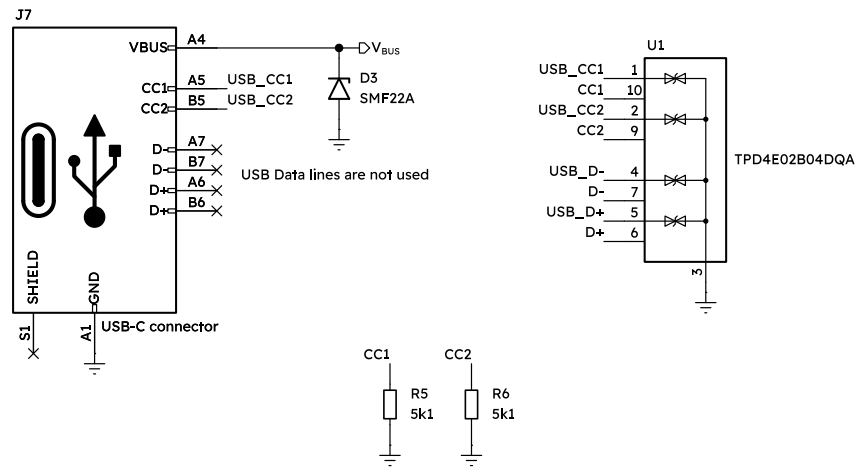 J7
VBUS A4
V BUS
CC1 A5 USB_CC1
CC2 B5 USB_CC2
D3
SMF22A
D- A7
D- B7
D+ A6
D+ B6
USB Data lines are not used
SHIELD
GND
S1
A1
USB-C connector
U1
USB_CC1 1
CC1 10
USB_CC2 2
CC2 9
USB_D- 4
D- 7
USB_D+ 5
D+ 6
TPD4E02B04DQA
3
CC1
R5
5k1
CC2
R6
5k1